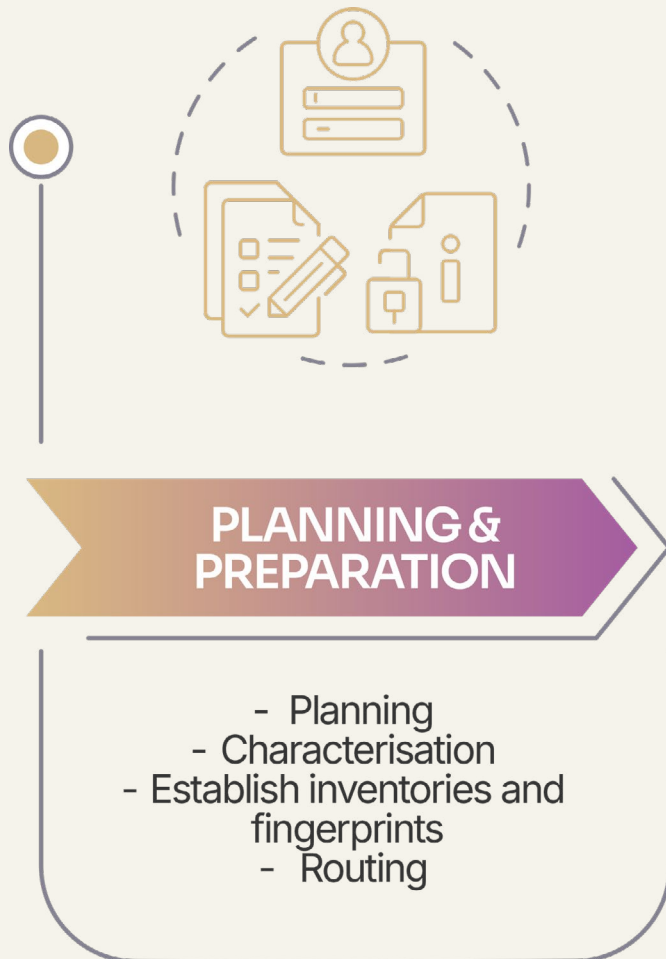 PLANNING &
PREPARATION
- Planning
- Characterisation
- Establish inventories and
fingerprints
- Routing